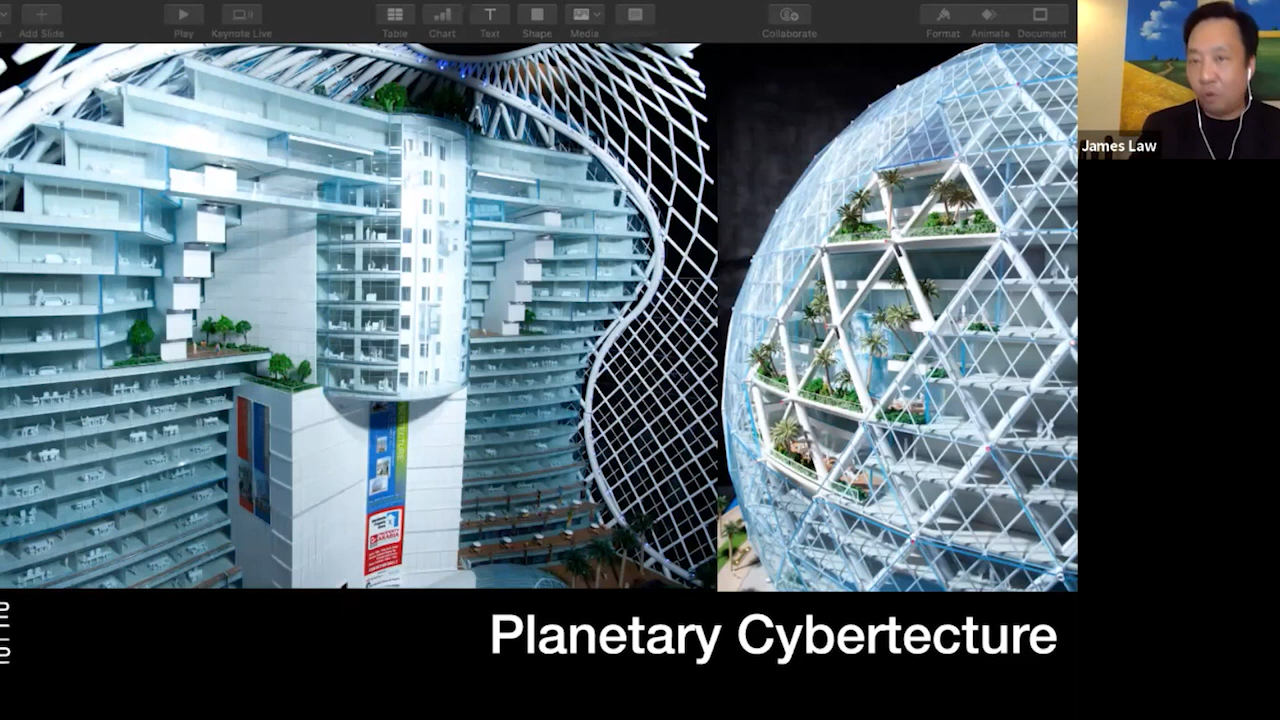 Add Slide
Play
Keynote Live
Table
Chart
Text
Shape
Media
Collaborate
Format
Animate
Document
James Law
Planetary Cybertecture